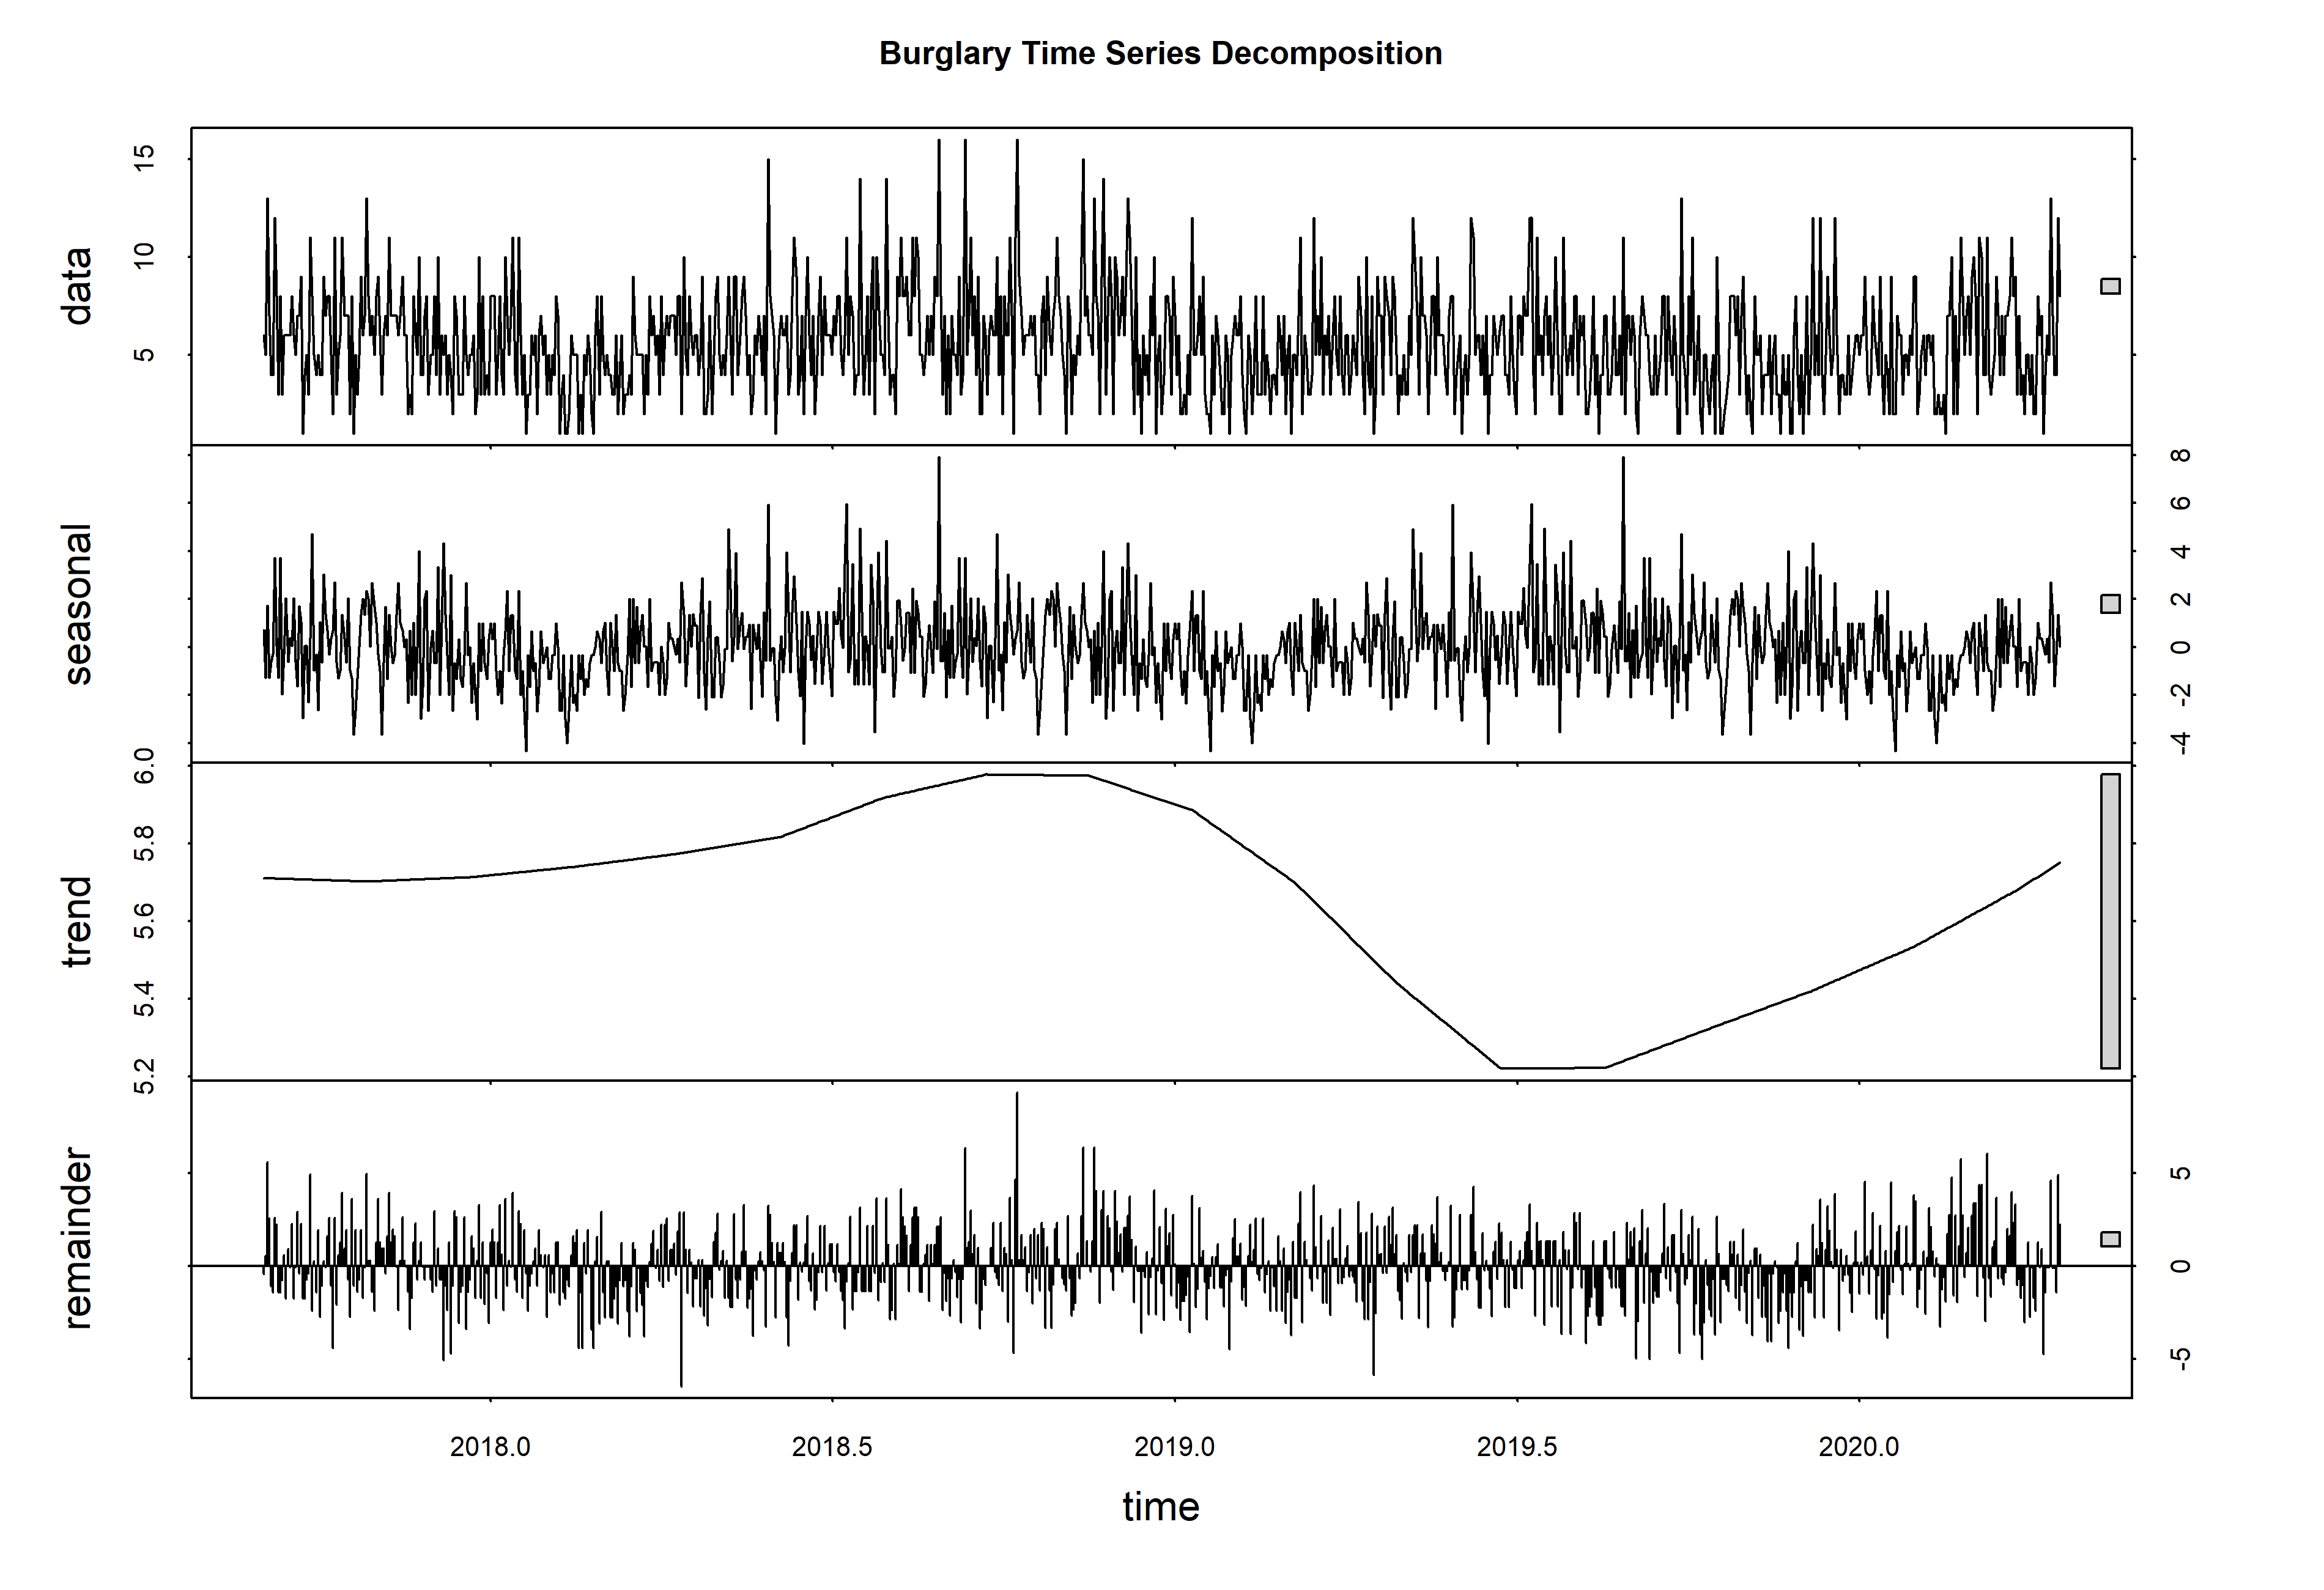 Burglary Time Series Decomposition
data
15
10
5
seasonal
8
6
4
2
0
-2
-4
trend
6.0
5.8
5.6
5.4
5.2
remainder
5
0
-5
2018.0 2018.5 2019.0 2019.5 2020.0
time